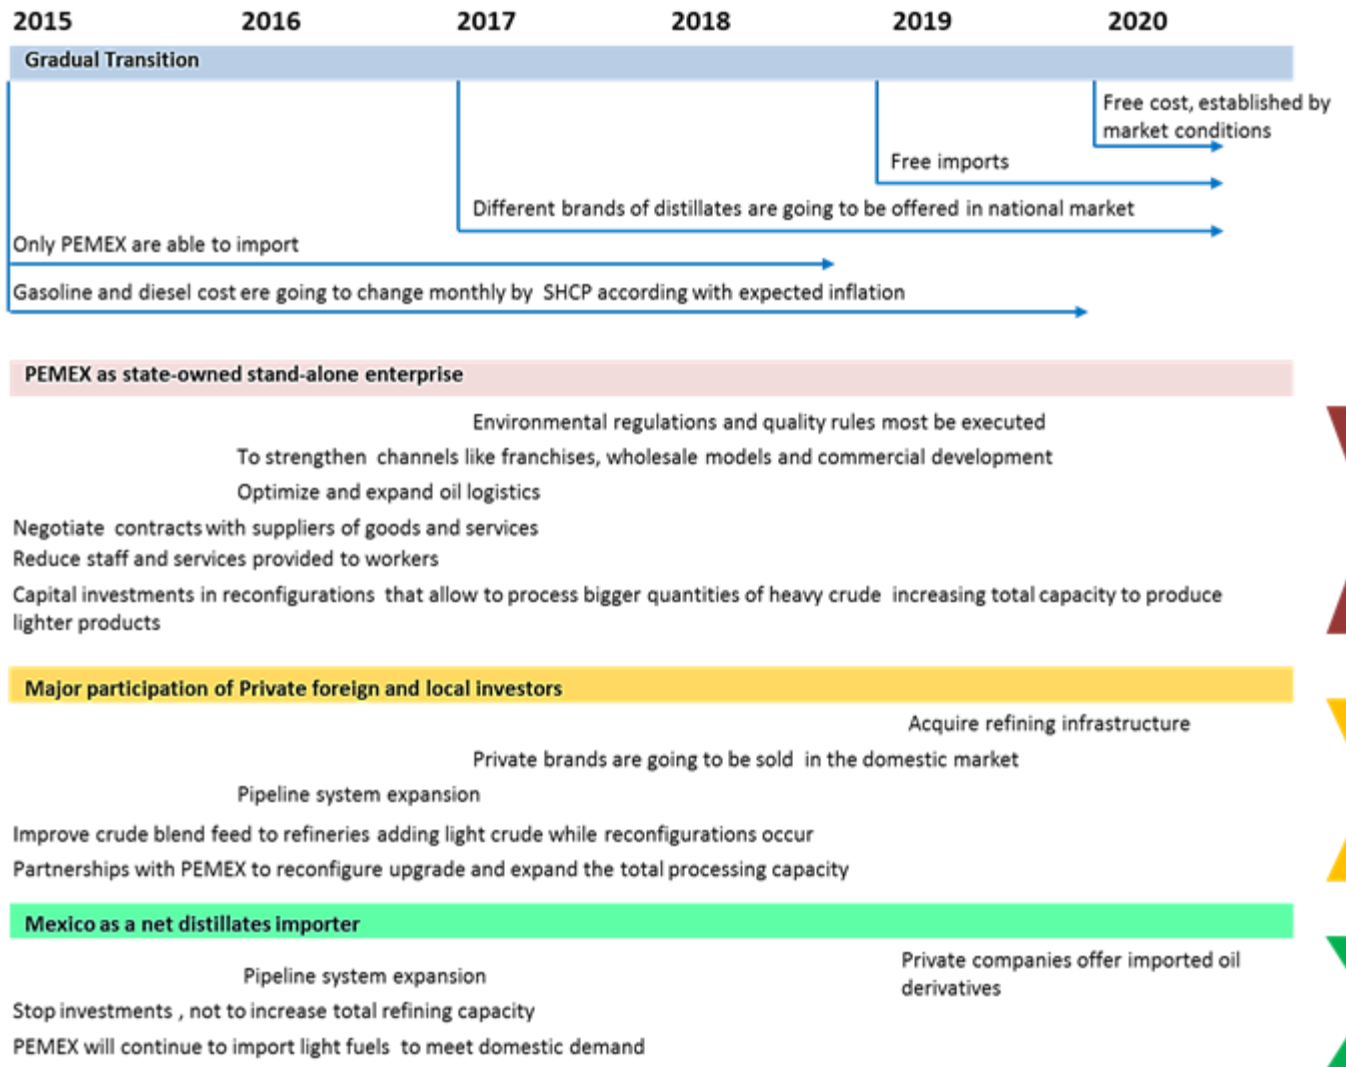 2015 2016 2017 2018 2019 2020
Gradual Transition
Free cost, established by
market conditions
Free imports
Different brands of distillates are going to be offered in national market
Only PEMEX are able to import
Gasoline and diesel cost ere going to change monthly by SHCP according with expected inflation
PEMEX as state-owned stand-alone enterprise
Environmental regulations and quality rules most be executed
To strengthen channels like franchises, wholesale models and commercial development
Optimize and expand oil logistics
Negotiate contracts with suppliers of goods and services
Reduce staff and services provided to workers
Capital investments in reconfigurations that allow to process bigger quantities of heavy crude increasing total capacity to produce
lighter products
Major participation of Private foreign and local investors
Acquire refining infrastructure
Private brands are going to be sold in the domestic market
Pipeline system expansion
Improve crude blend feed to refineries adding light crude while reconfigurations occur
Partnerships with PEMEX to reconfigure upgrade and expand the total processing capacity
Mexico as a net distillates importer
Private companies offer imported oil
derivatives
Pipeline system expansion
Stop investments , not to increase total refining capacity
PEMEX will continue to import light fuels to meet domestic demand